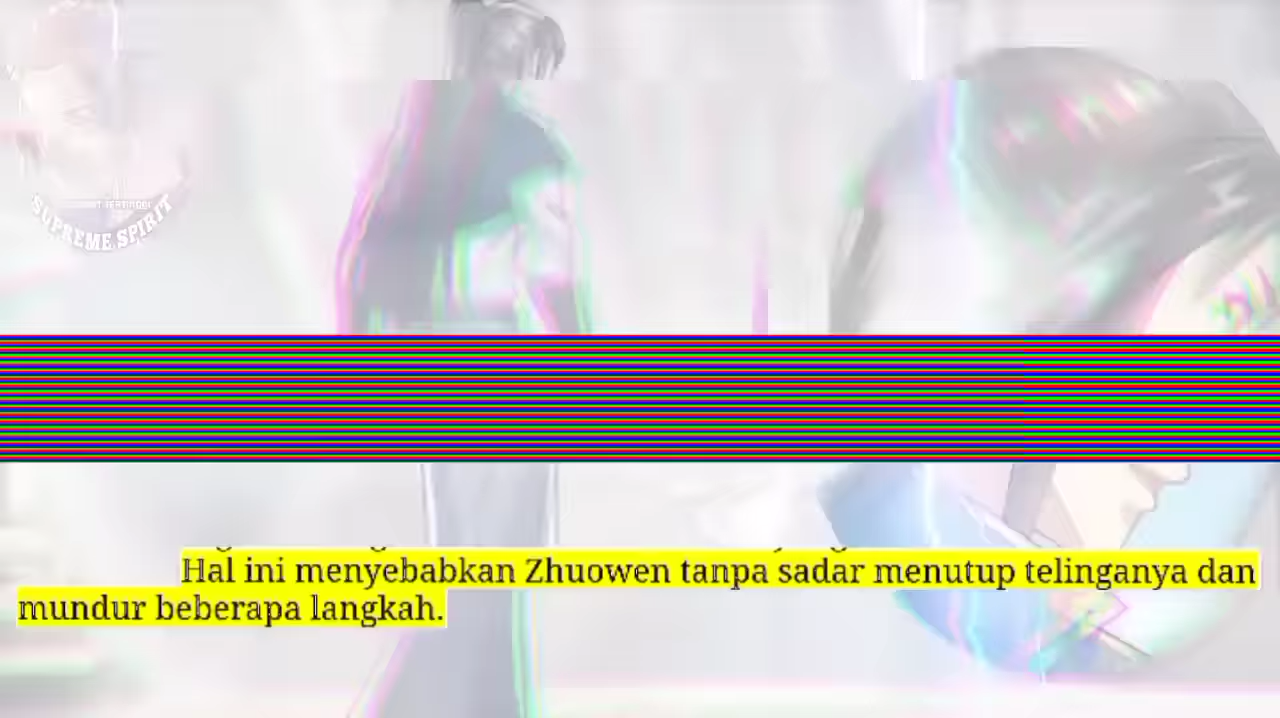 SUPREME SPIRIT
Hal ini menyebabkan Zhuowen tanpa sadar menutup telinganya dan
mundur beberapa langkah.